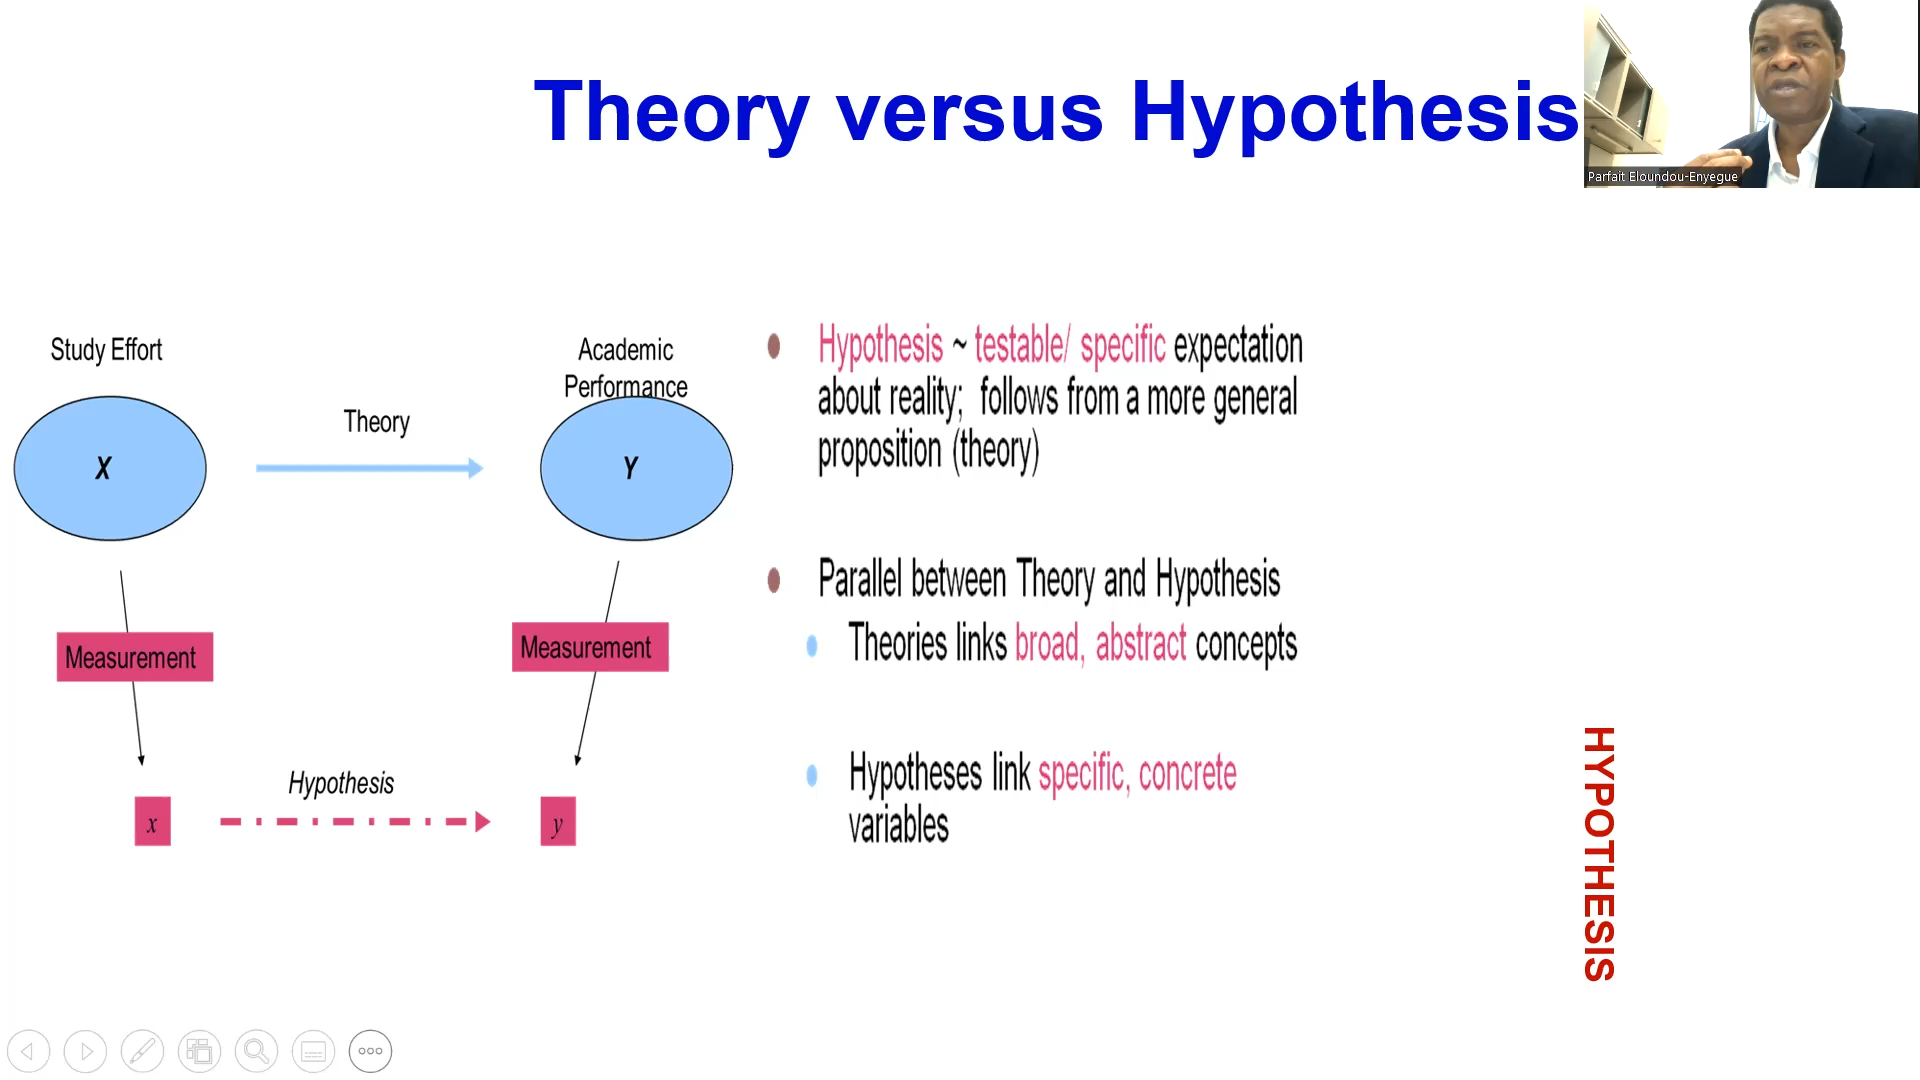 Theory versus Hypothesis
Parfait Eloundou-Enyegue
Study Effort
Academic
Performance
Theory
X
Y
Measurement
Measurement
Hypothesis
x
y
Hypothesis ~ testable/ specific expectation
about reality; follows from a more general
proposition (theory)
Parallel between Theory and Hypothesis
Theories links broad, abstract concepts
Hypotheses link specific, concrete
variables
HYPOTHESIS